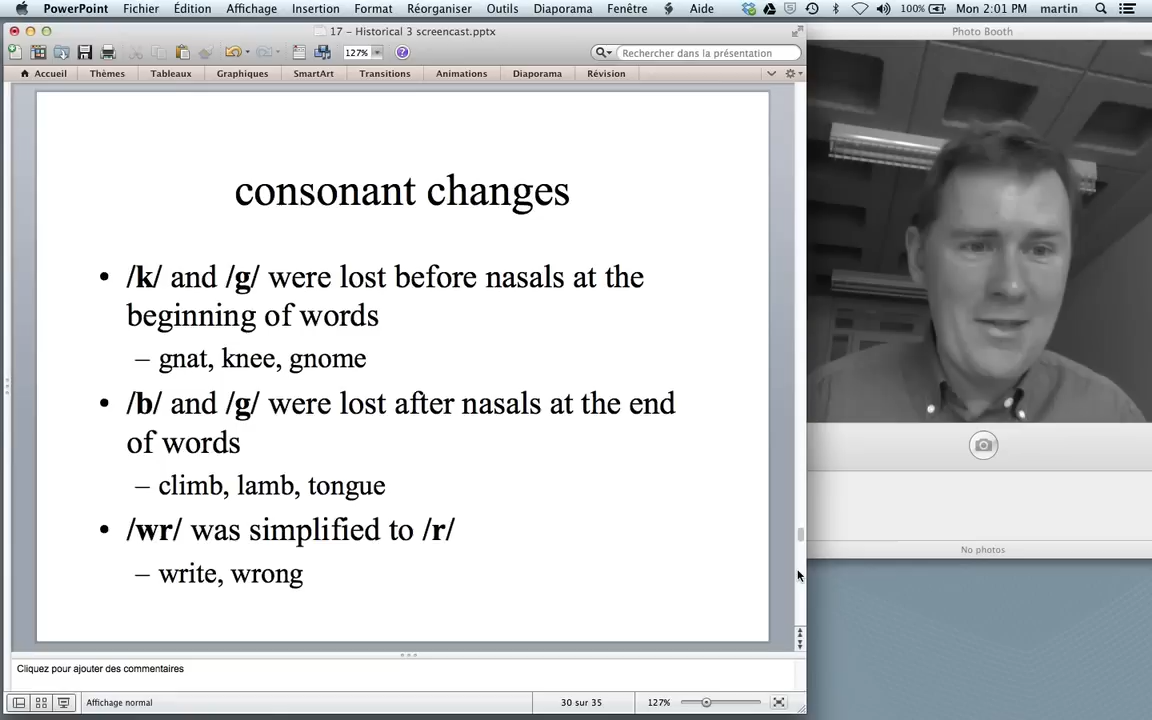 PowerPoint Fichier Édition Affichage Insertion Format Réorganiser Outils Diaporama Fenêtre Aide 100% Mon 2:01 PM martin
17 – Historical 3 screencast.pptx
Photo Booth
127% Rechercher dans la présentation
Accueil Thèmes Tableaux Graphiques SmartArt Transitions Animations Diaporama Révision
consonant changes
• /k/ and /g/ were lost before nasals at the
beginning of words
– gnat, knee, gnome
• /b/ and /g/ were lost after nasals at the end
of words
– climb, lamb, tongue
• /wr/ was simplified to /r/
– write, wrong
No photos
Cliquez pour ajouter des commentaires
Affichage normal 30 sur 35 127%